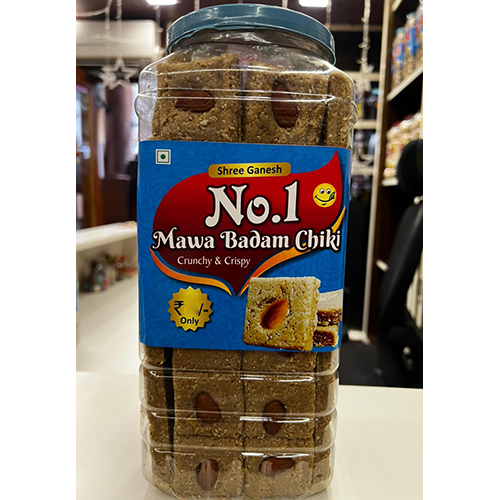 Shree Ganesh
No.1
Mawa Badam Chiki
Crunchy & Crispy
₹ /-
Only